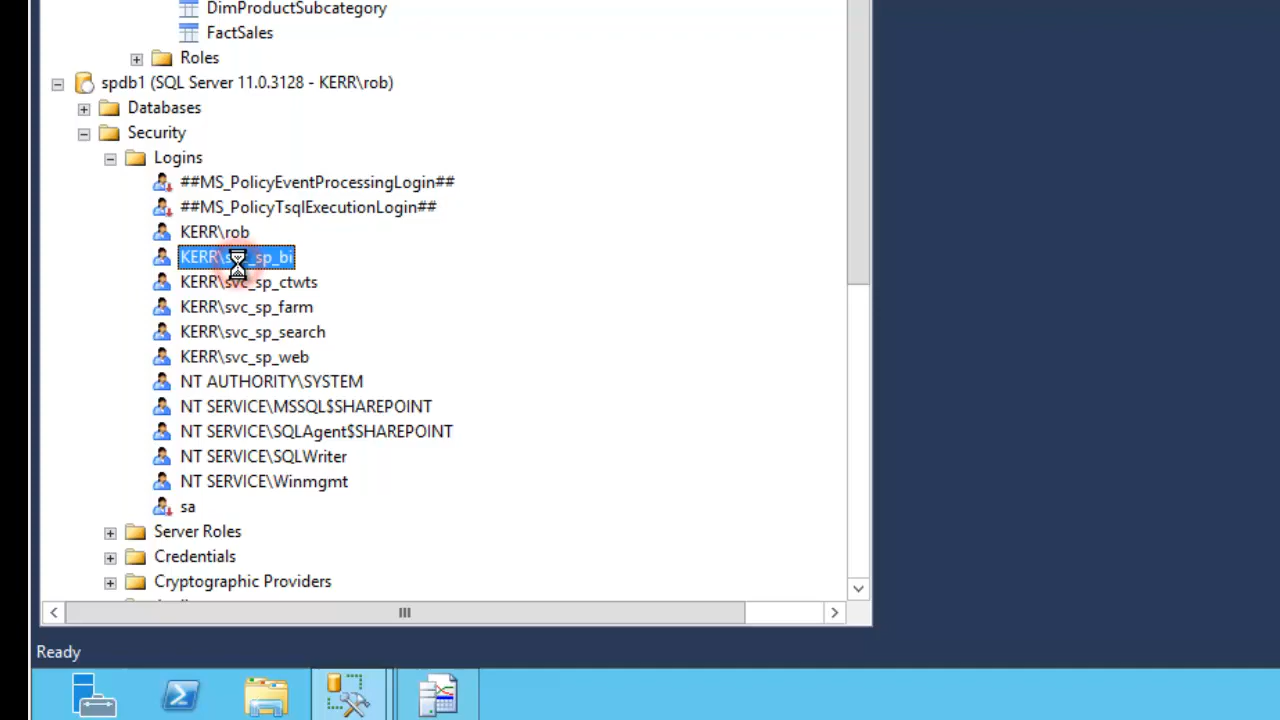 DimProductSubcategory
FactSales
Roles
spdb1 (SQL Server 11.0.3128 - KERR\rob)
Databases
Security
Logins
##MS_PolicyEventProcessingLogin##
##MS_PolicyTsqlExecutionLogin##
KERR\rob
KERR\svc_sp_bi
KERR\svc_sp_ctwts
KERR\svc_sp_farm
KERR\svc_sp_search
KERR\svc_sp_web
NT AUTHORITY\SYSTEM
NT SERVICE\MSSQL$SHAREPOINT
NT SERVICE\SQLAgent$SHAREPOINT
NT SERVICE\SQLWriter
NT SERVICE\Winmgmt
sa
Server Roles
Credentials
Cryptographic Providers
Ready